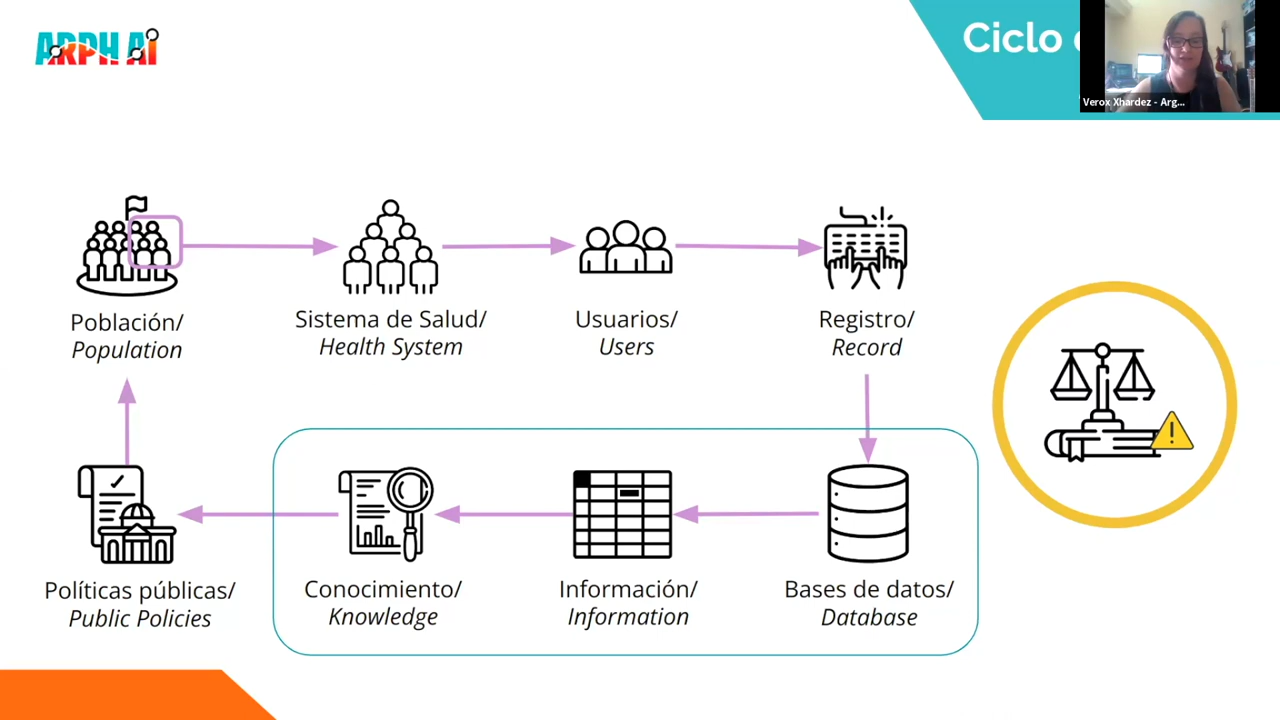 ARPH AI
Ciclo
Verox Xhardez - Arg...
Población/
Population
Sistema de Salud/
Health System
Usuarios/
Users
Registro/
Record
Políticas públicas/
Public Policies
Conocimiento/
Knowledge
Información/
Information
Bases de datos/
Database